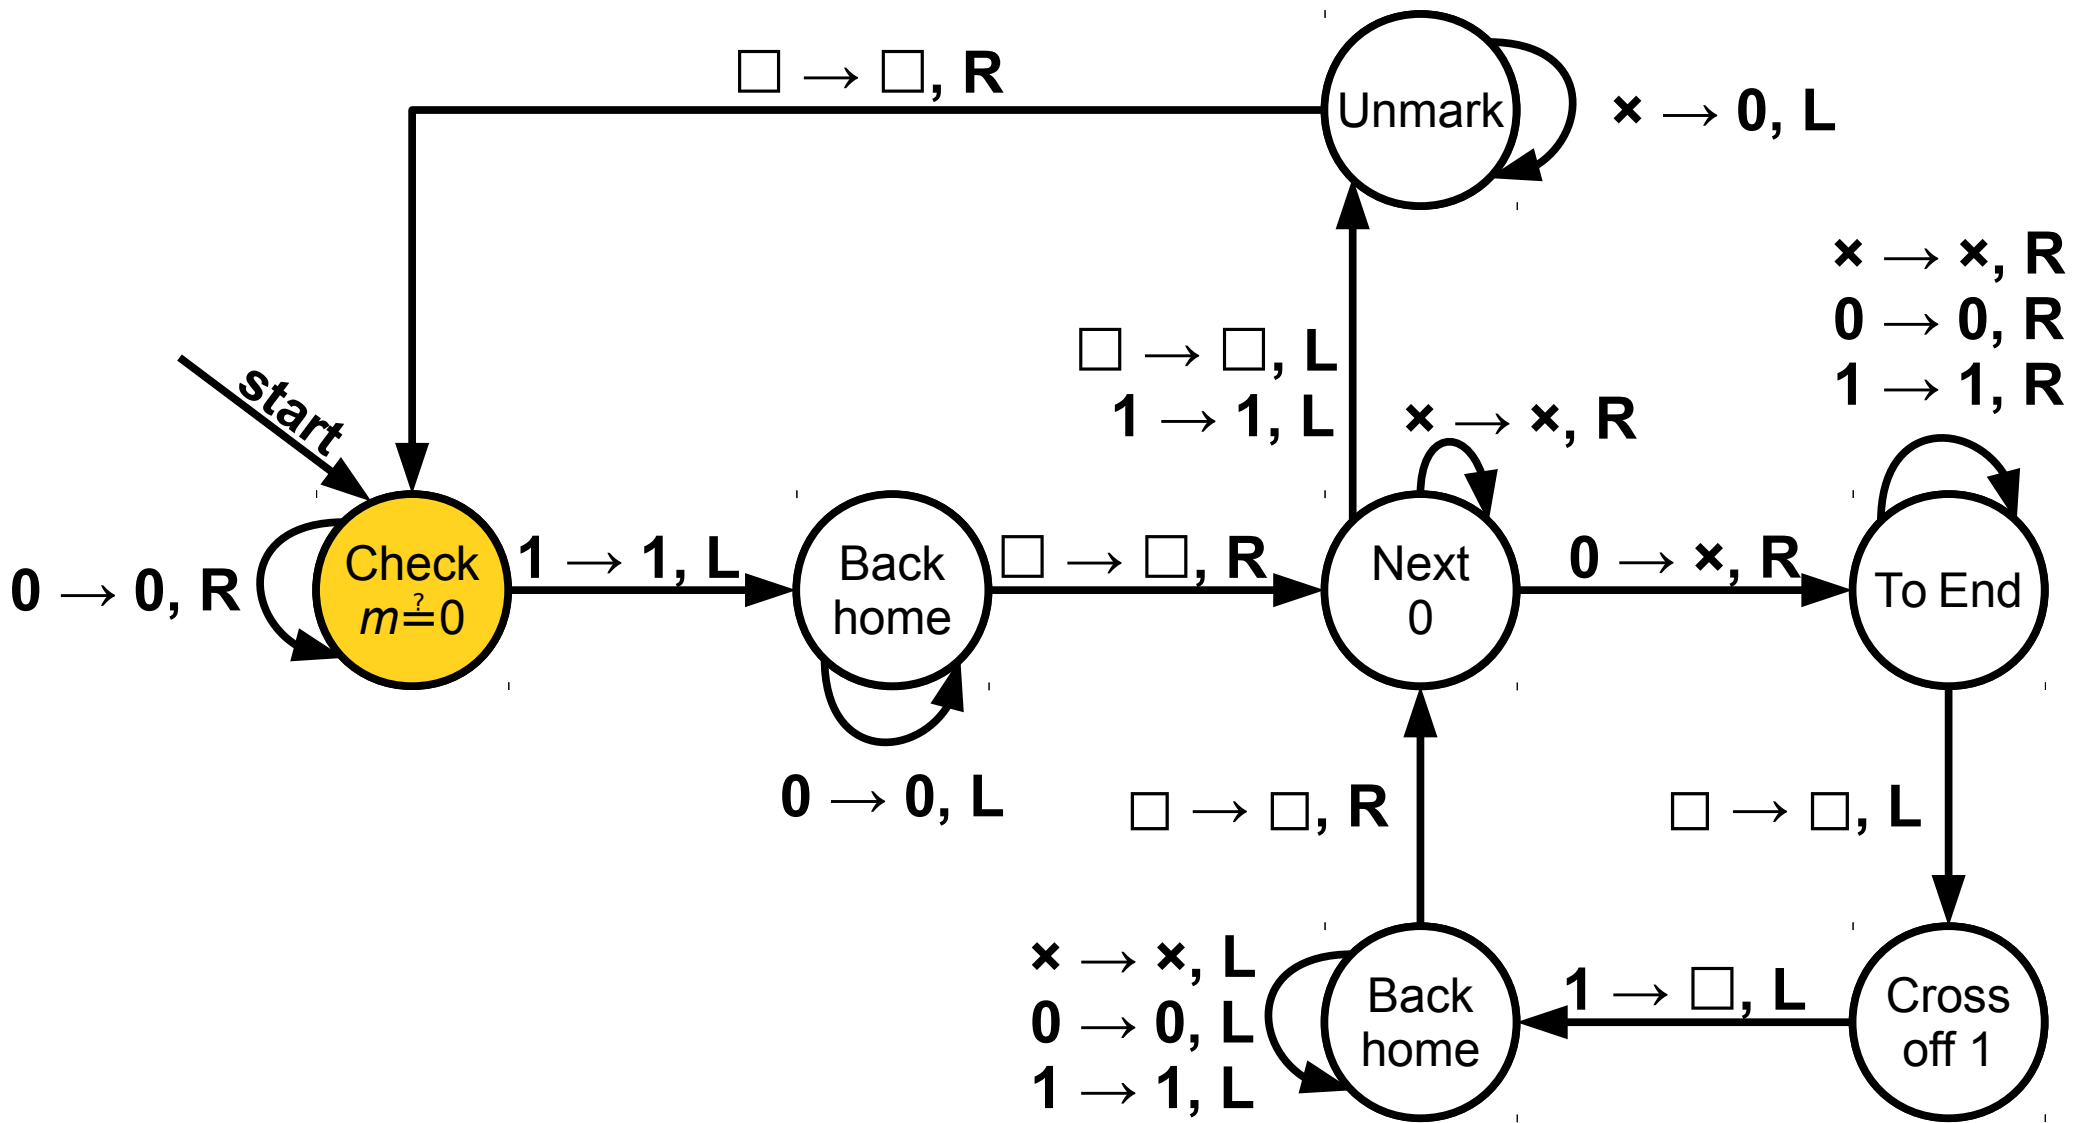 □ → □, R
Unmark
× → 0, L
× → ×, R
0 → 0, R
1 → 1, R
□ → □, L
1 → 1, L
× → ×, R
start
0 → 0, R
Check
m≟0
1 → 1, L
Back
home
□ → □, R
Next
0
0 → ×, R
To End
0 → 0, L
□ → □, R
□ → □, L
× → ×, L
0 → 0, L
1 → 1, L
Back
home
1 → □, L
Cross
off 1